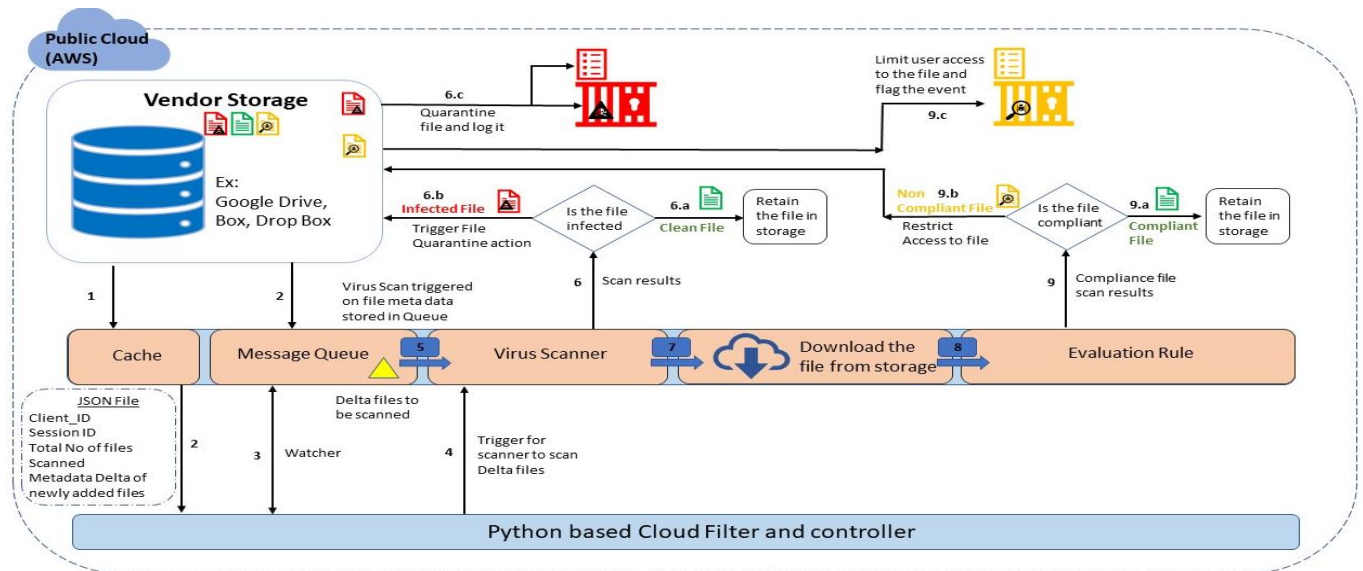 Public Cloud
(AWS)
Vendor Storage
Ex:
Google Drive,
Box, Drop Box
6.c
Quarantine
file and log it
Limit user access
to the file and
flag the event
9.c
6.b
Infected File
Trigger File
Quarantine action
Is the file
infected
6.a
Clean File
Retain
the file in
storage
Non
Compliant File
9.b
Restrict
Access to file
Is the file
compliant
9.a
Compliant
File
Retain
the file in
storage
1
2
Virus Scan triggered
on file meta data
stored in Queue
6
Scan results
9
Compliance file
scan results
Cache
Message Queue
5
Virus Scanner
7
Download the
file from storage
8
Evaluation Rule
JSON File
Client_ID
Session ID
Total No of files
Scanned
Metadata Delta of
newly added files
2
3
Watcher
Delta files to
be scanned
4
Trigger for
scanner to scan
Delta files
Python based Cloud Filter and controller